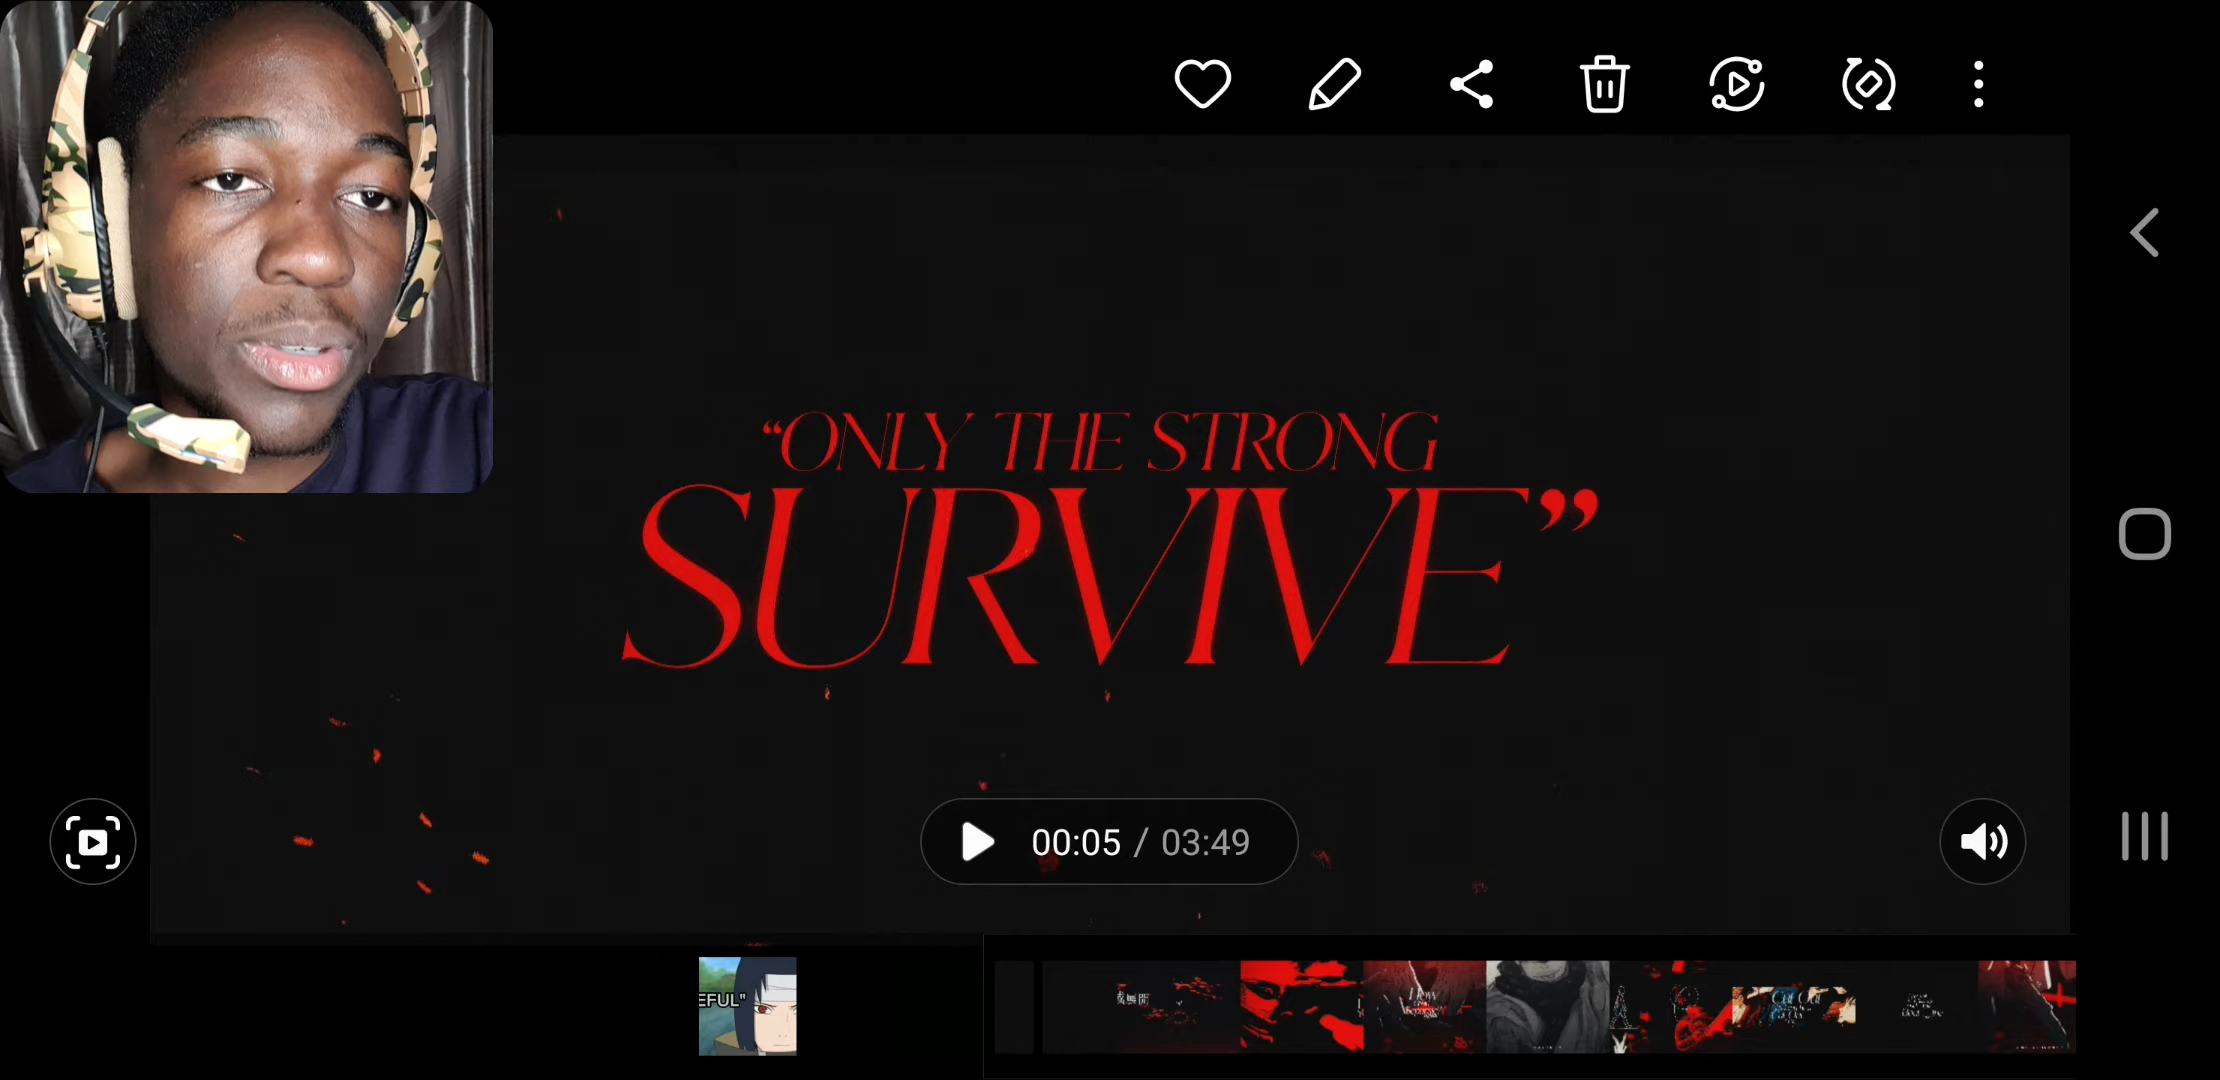 “ONLY THE STRONG
SURVIVE”
00:05 / 03:49
EFUL"